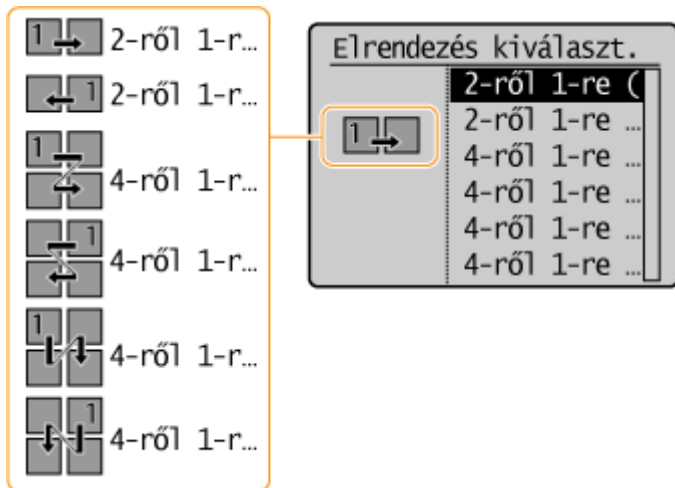 1 2-ről 1-r...
1 2-ről 1-r...
1 4-ről 1-r...
1 4-ről 1-r...
1 4-ről 1-r...
1 4-ről 1-r...
Elrendezés kiválaszt.
1
2-ről 1-re (
2-ről 1-re ...
4-ről 1-re ...
4-ről 1-re ...
4-ről 1-re ...
4-ről 1-re ...